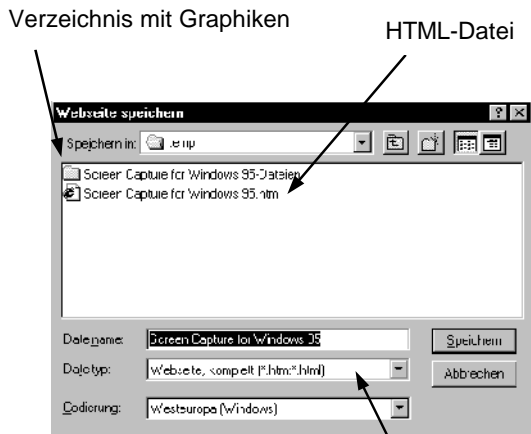 Verzeichnis mit Graphiken
HTML-Datei
Webseite speichern
Speichern in: temp
Screen Capture for Windows 95-Dateien
Screen Capture for Windows 95.htm
Dateiname: Screen Capture for Windows 95
Speichern
Dateityp: Webseite, komplett (*.htm;*.html)
Abbrechen
Codierung: Westeuropa (Windows)